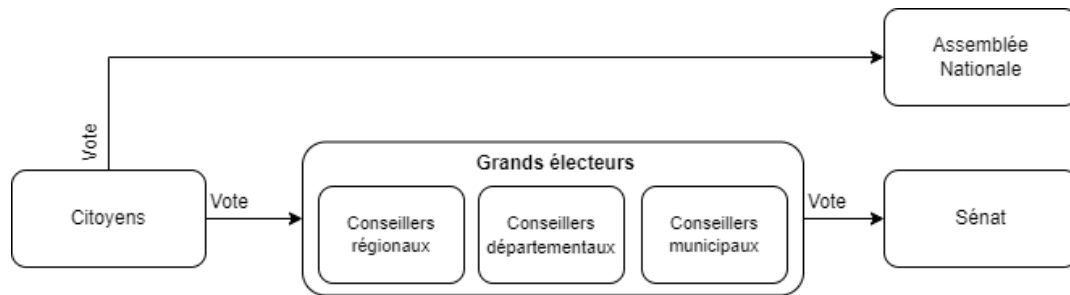 Assemblée
Nationale
Vote
Grands électeurs
Citoyens
Vote
Conseillers
régionaux
Conseillers
départementaux
Conseillers
municipaux
Vote
Sénat